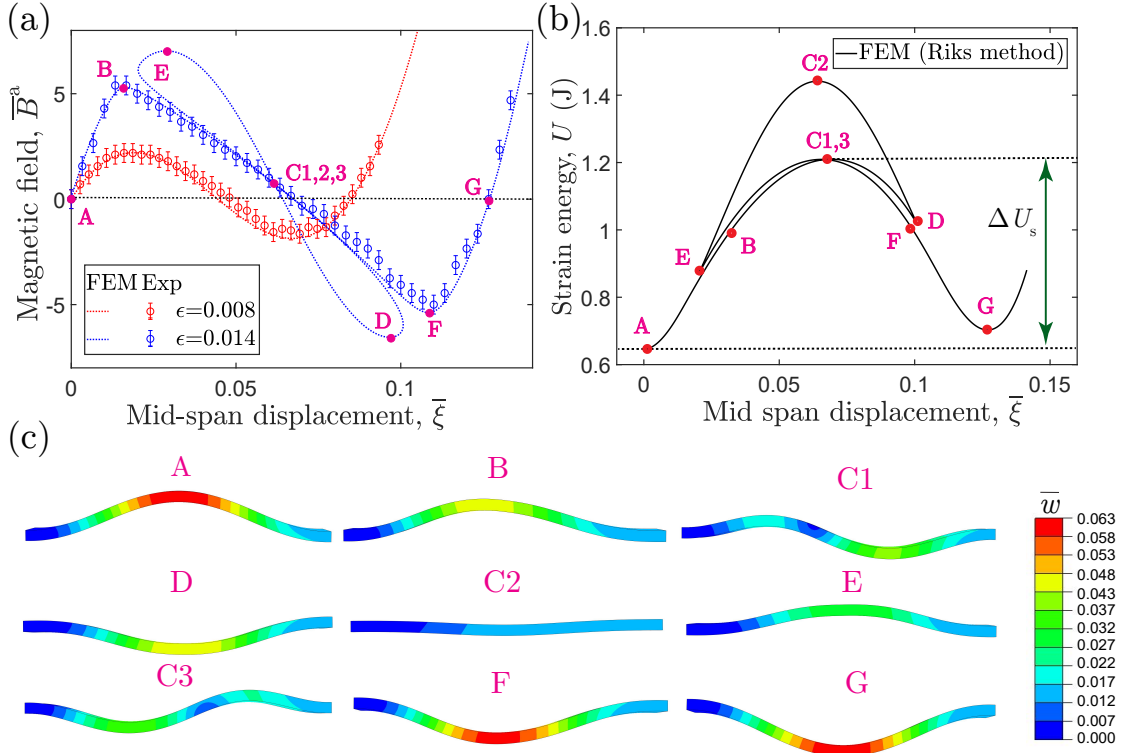 (a)
Magnetic field, B̅ᵃ
5
0
-5
0
0.05
0.1
Mid-span displacement, ξ̅
A
B
E
C1,2,3
D
F
G
FEM Exp
ϵ=0.008
ϵ=0.014
(b)
Strain energy, U (J)
1.6
1.4
1.2
1.0
0.8
0.6
0
0.05
0.1
0.15
Mid span displacement, ξ̅
FEM (Riks method)
C2
C1,3
D
E
B
F
A
G
ΔUₛ
(c)
A
B
C1
D
C2
E
C3
F
G
w̅
0.063
0.058
0.053
0.048
0.043
0.037
0.032
0.027
0.022
0.017
0.012
0.007
0.000